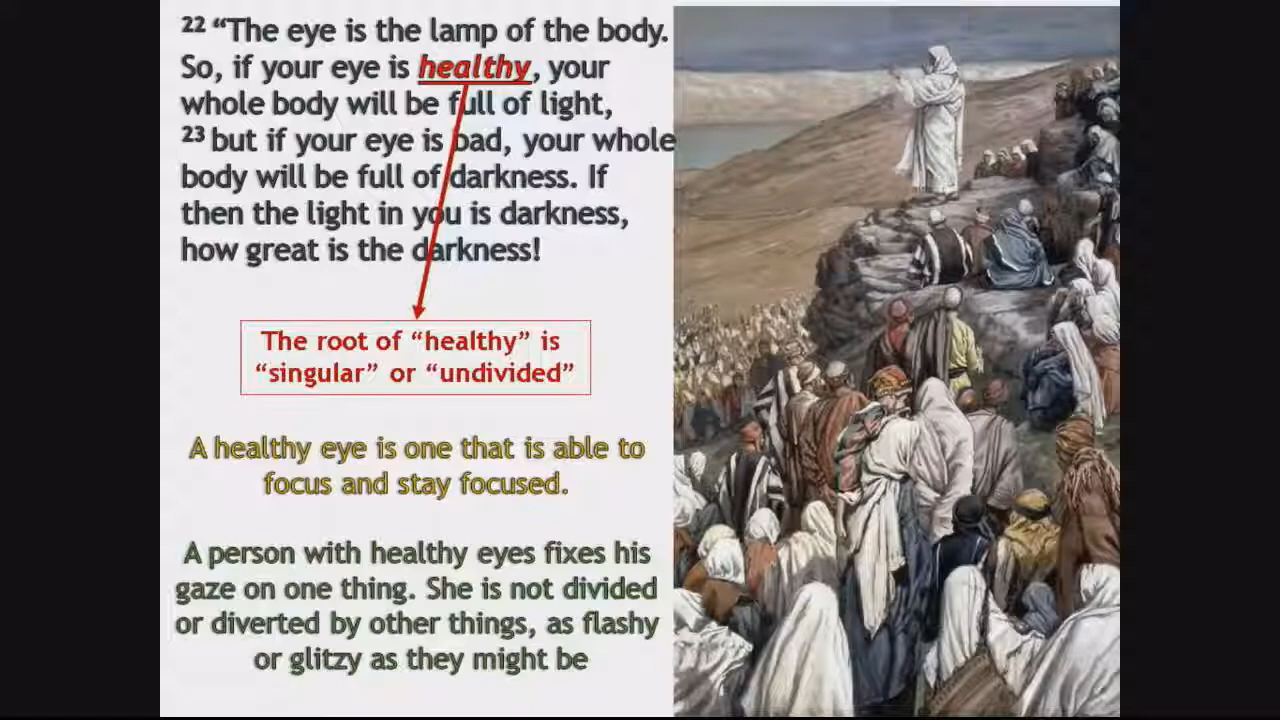 22 “The eye is the lamp of the body.
So, if your eye is healthy, your
whole body will be full of light,
23 but if your eye is bad, your whole
body will be full of darkness. If
then the light in you is darkness,
how great is the darkness!
The root of “healthy” is
“singular” or “undivided”
A healthy eye is one that is able to
focus and stay focused.
A person with healthy eyes fixes his
gaze on one thing. She is not divided
or diverted by other things, as flashy
or glitzy as they might be